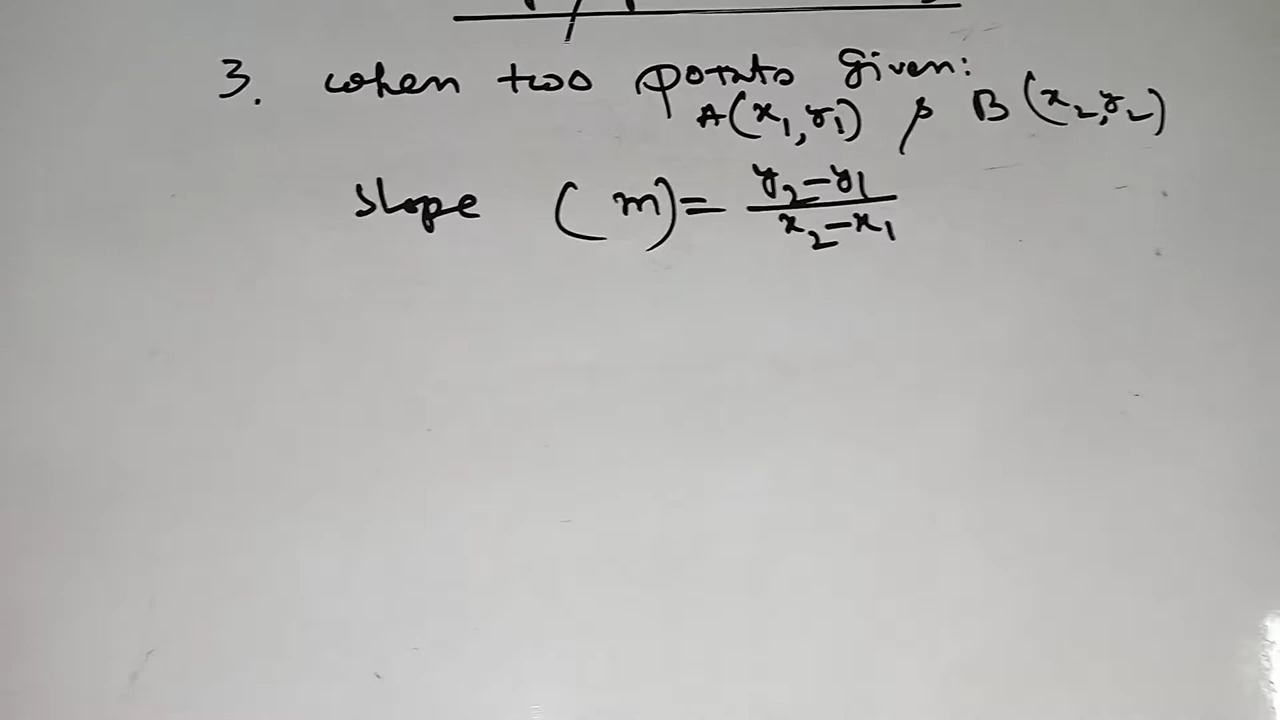 3. when two points given:
A(x₁,y₁) & B(x₂,y₂)
slope (m) = y₂-y₁ / x₂-x₁